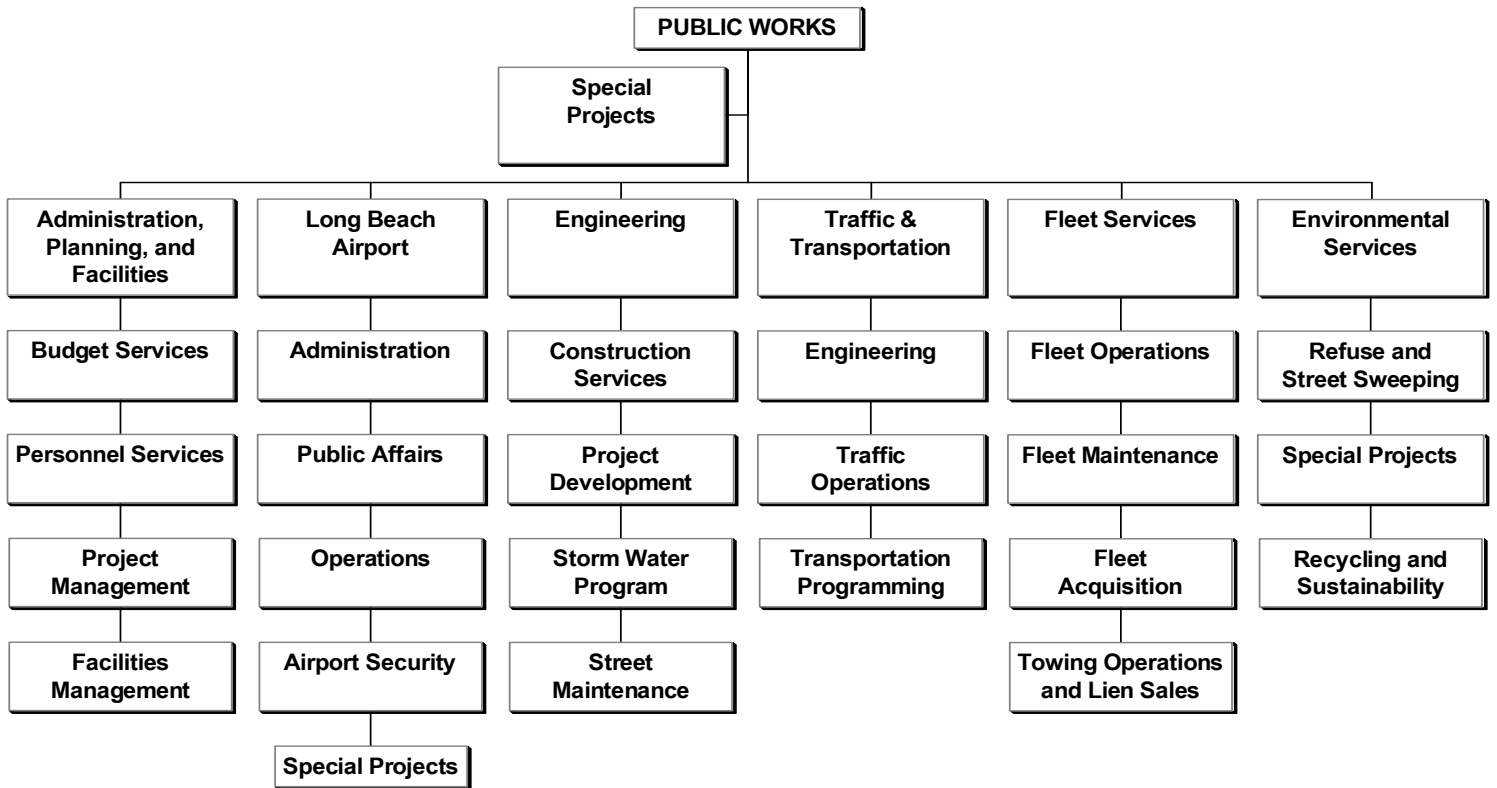 PUBLIC WORKS
Special
Projects
Administration,
Planning, and
Facilities
Budget Services
Personnel Services
Project
Management
Facilities
Management
Long Beach
Airport
Administration
Public Affairs
Operations
Airport Security
Special Projects
Engineering
Construction
Services
Project
Development
Storm Water
Program
Street
Maintenance
Traffic &
Transportation
Engineering
Traffic
Operations
Transportation
Programming
Fleet Services
Fleet Operations
Fleet Maintenance
Fleet
Acquisition
Towing Operations
and Lien Sales
Environmental
Services
Refuse and
Street Sweeping
Special Projects
Recycling and
Sustainability